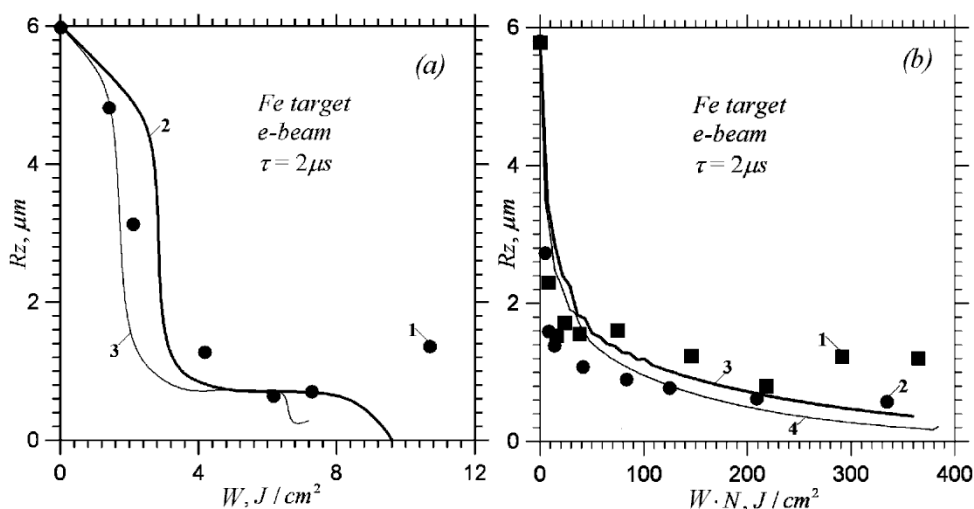 6
4
2
0
0
4
8
12
Rz, μm
W, J / cm²
(a)
Fe target
e-beam
τ = 2μs
1
2
3
6
4
2
0
0
100
200
300
400
Rz, μm
W · N, J / cm²
(b)
Fe target
e-beam
τ = 2μs
1
2
3
4